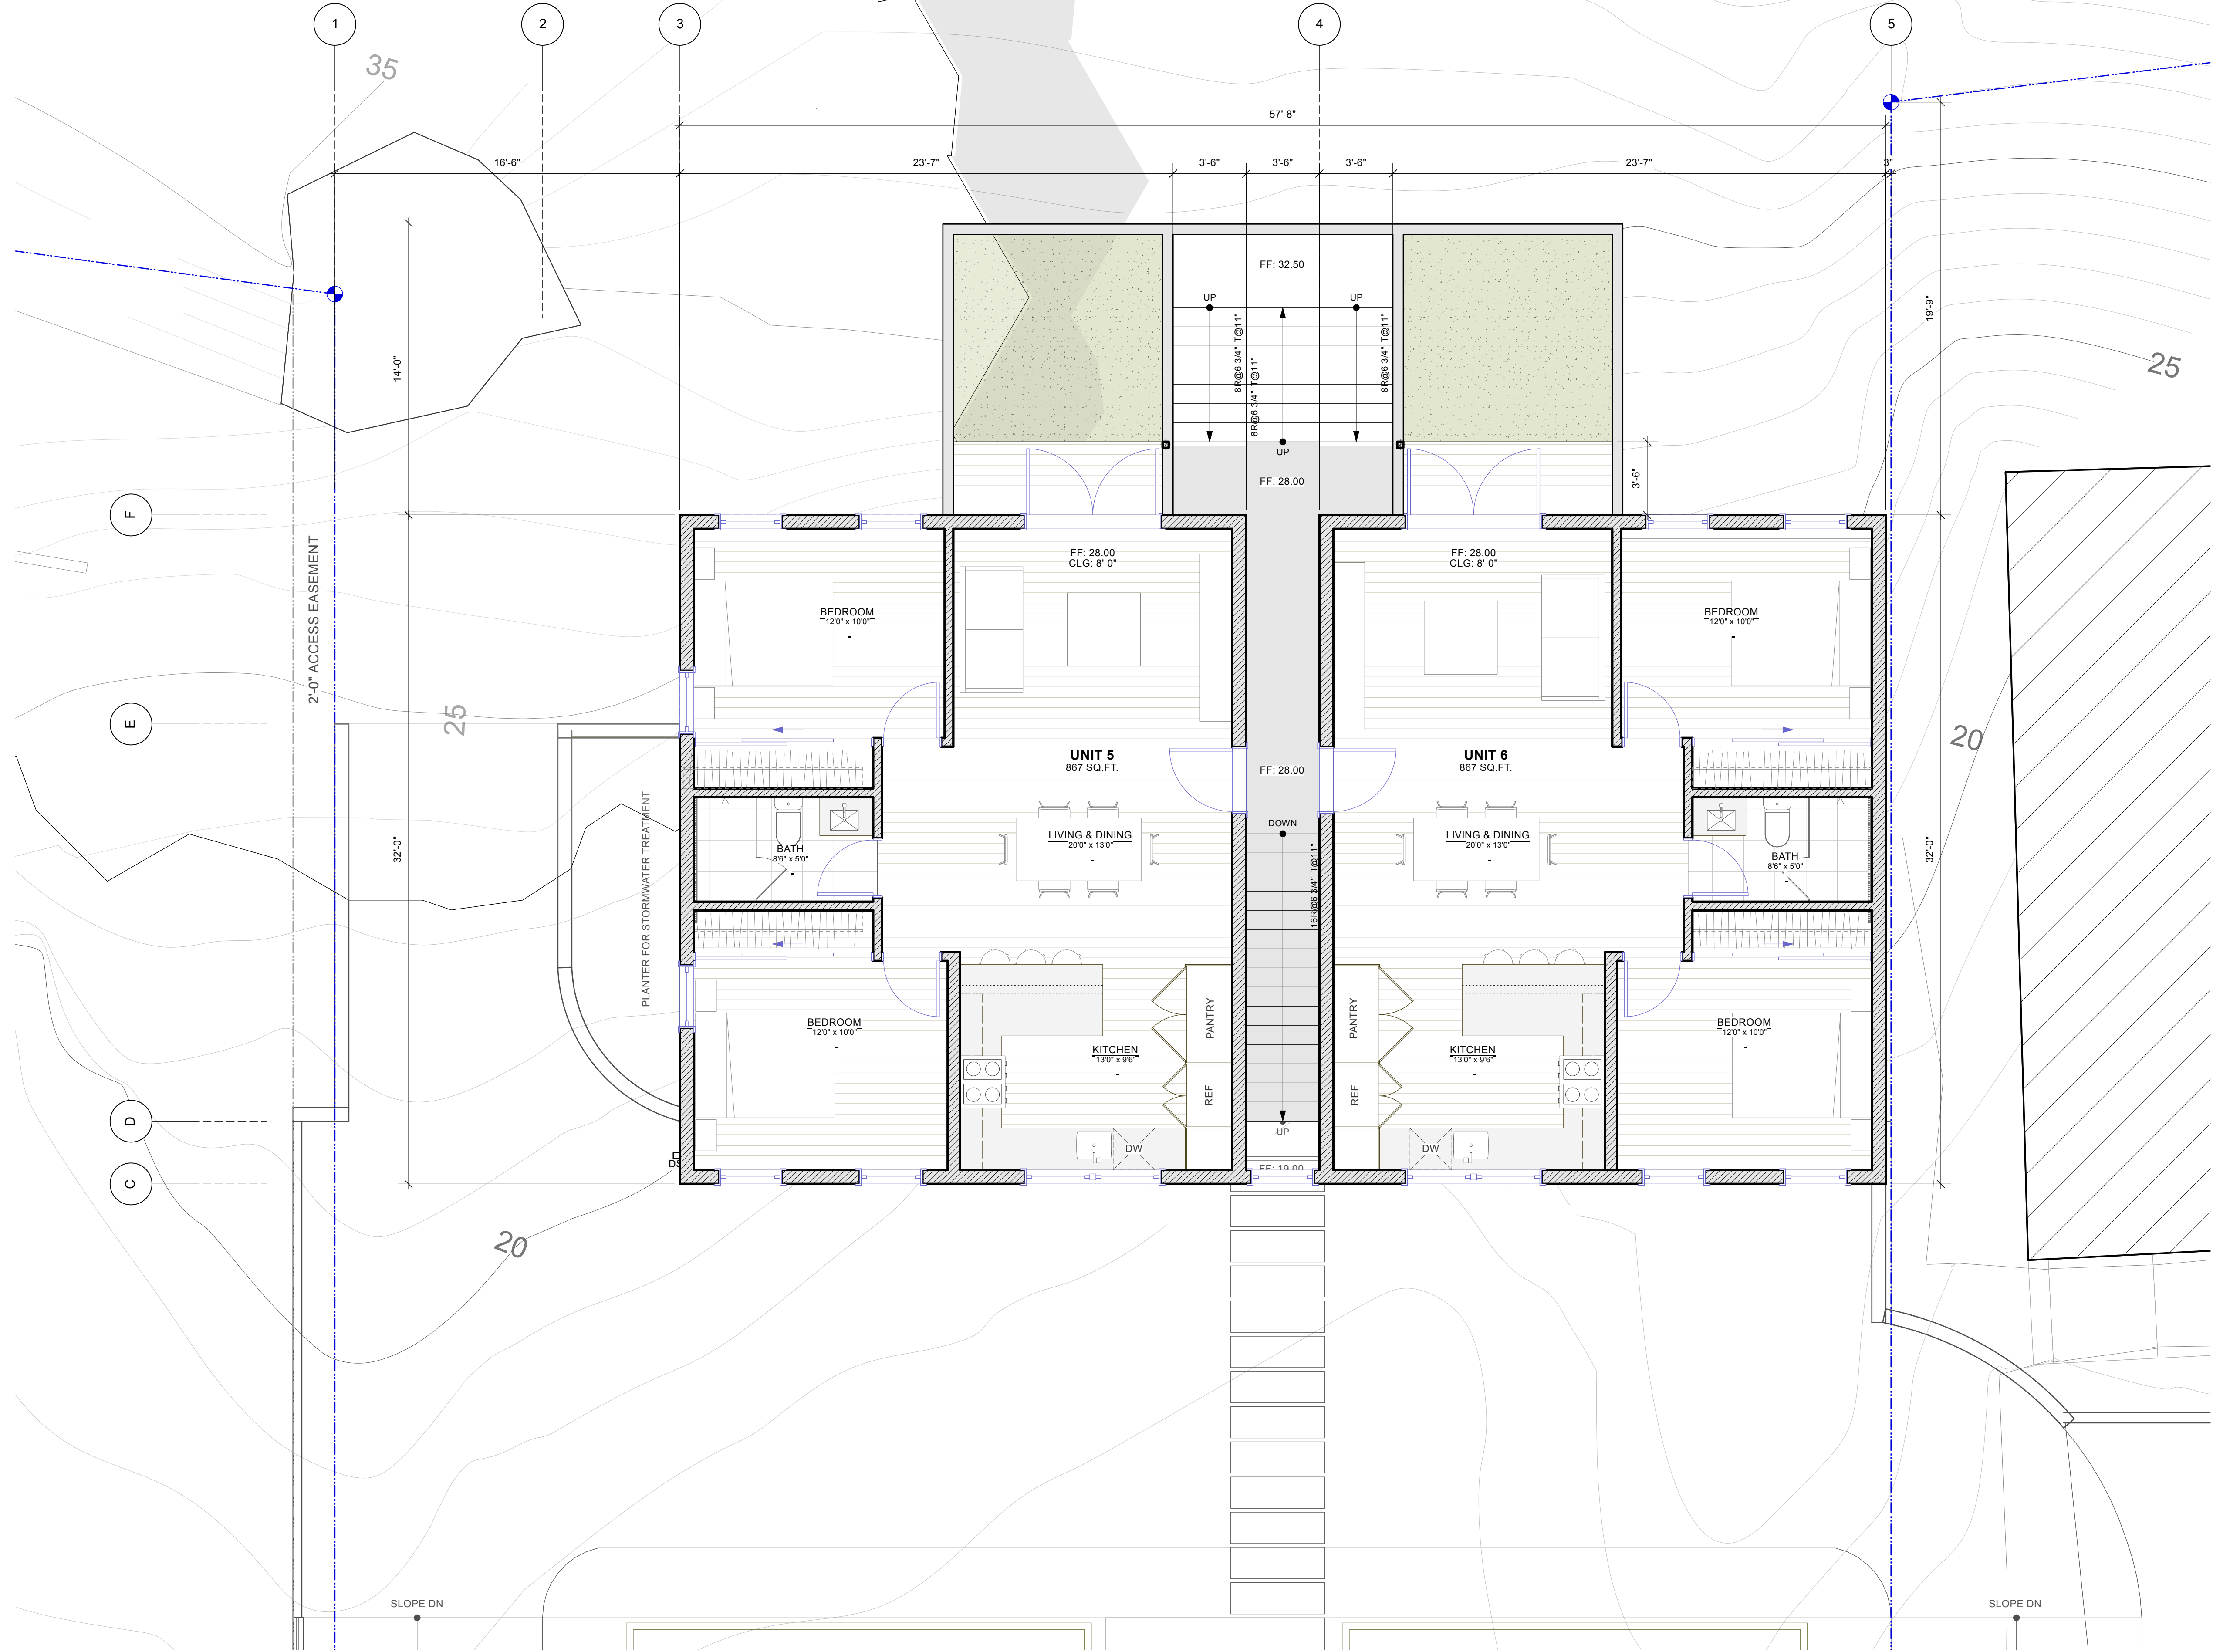 1
2
3
4
5
35
57'-8"
16'-6"
23'-7"
3'-6"
3'-6"
3'-6"
23'-7"
3"
FF: 32.50
UP
UP
8R@6 3/4" T@11"
8R@6 3/4" T@11"
8R@6 3/4" T@11"
19'-9"
14'-0"
25
UP
FF: 28.00
3'-6"
F
2'-0" ACCESS EASEMENT
FF: 28.00
CLG: 8'-0"
FF: 28.00
CLG: 8'-0"
BEDROOM
12'0" x 10'0"
-
BEDROOM
12'0" x 10'0"
-
E
25
20
UNIT 5
867 SQ.FT.
FF: 28.00
UNIT 6
867 SQ.FT.
PLANTER FOR STORMWATER TREATMENT
32'-0"
32'-0"
DOWN
LIVING & DINING
20'0" x 13'0"
-
LIVING & DINING
20'0" x 13'0"
-
BATH
8'6" x 5'0"
-
BATH
8'6" x 5'0"
-
16R@6 3/4" T@11"
BEDROOM
12'0" x 10'0"
-
PANTRY
PANTRY
BEDROOM
12'0" x 10'0"
-
KITCHEN
13'0" x 9'6"
-
KITCHEN
13'0" x 9'6"
-
REF
REF
D
UP
DW
DW
FF: 19.00
C
20
SLOPE DN
SLOPE DN